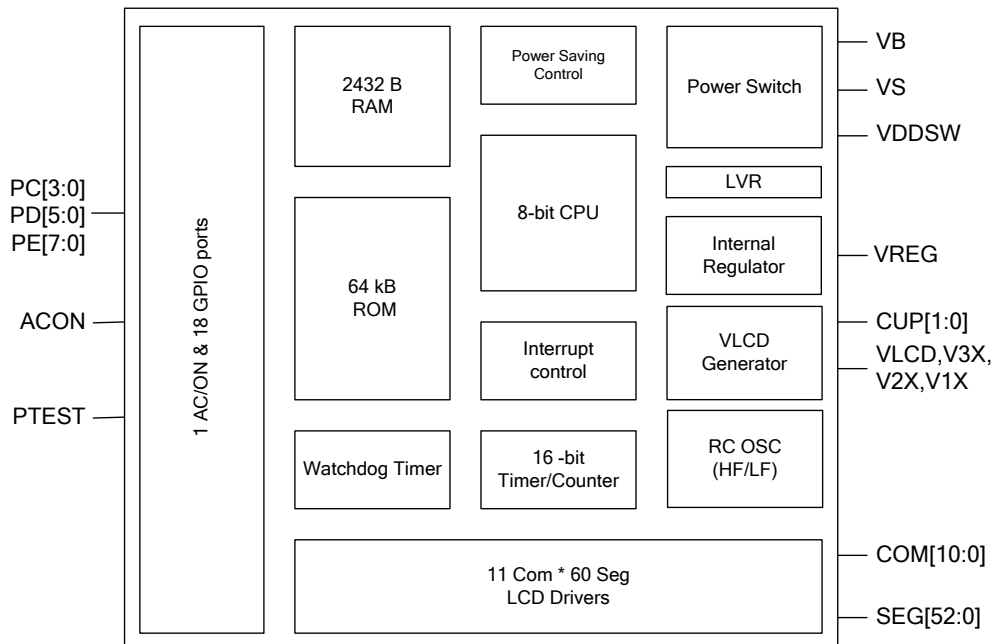 PC[3:0]
PD[5:0]
PE[7:0]
ACON
PTEST
1 AC/ON & 18 GPIO ports
2432 B
RAM
64 kB
ROM
Watchdog Timer
Power Saving
Control
8-bit CPU
Interrupt
control
16 -bit
Timer/Counter
Power Switch
LVR
Internal
Regulator
VLCD
Generator
RC OSC
(HF/LF)
11 Com * 60 Seg
LCD Drivers
VB
VS
VDDSW
VREG
CUP[1:0]
VLCD,V3X,
V2X,V1X
COM[10:0]
SEG[52:0]